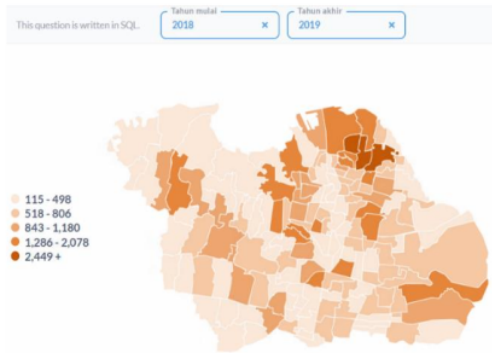 Tahun mulai
Tahun akhir
This question is written in SQL.
2018 ×
2019 ×
115 - 498
518 - 806
843 - 1,180
1,286 - 2,078
2,449 +